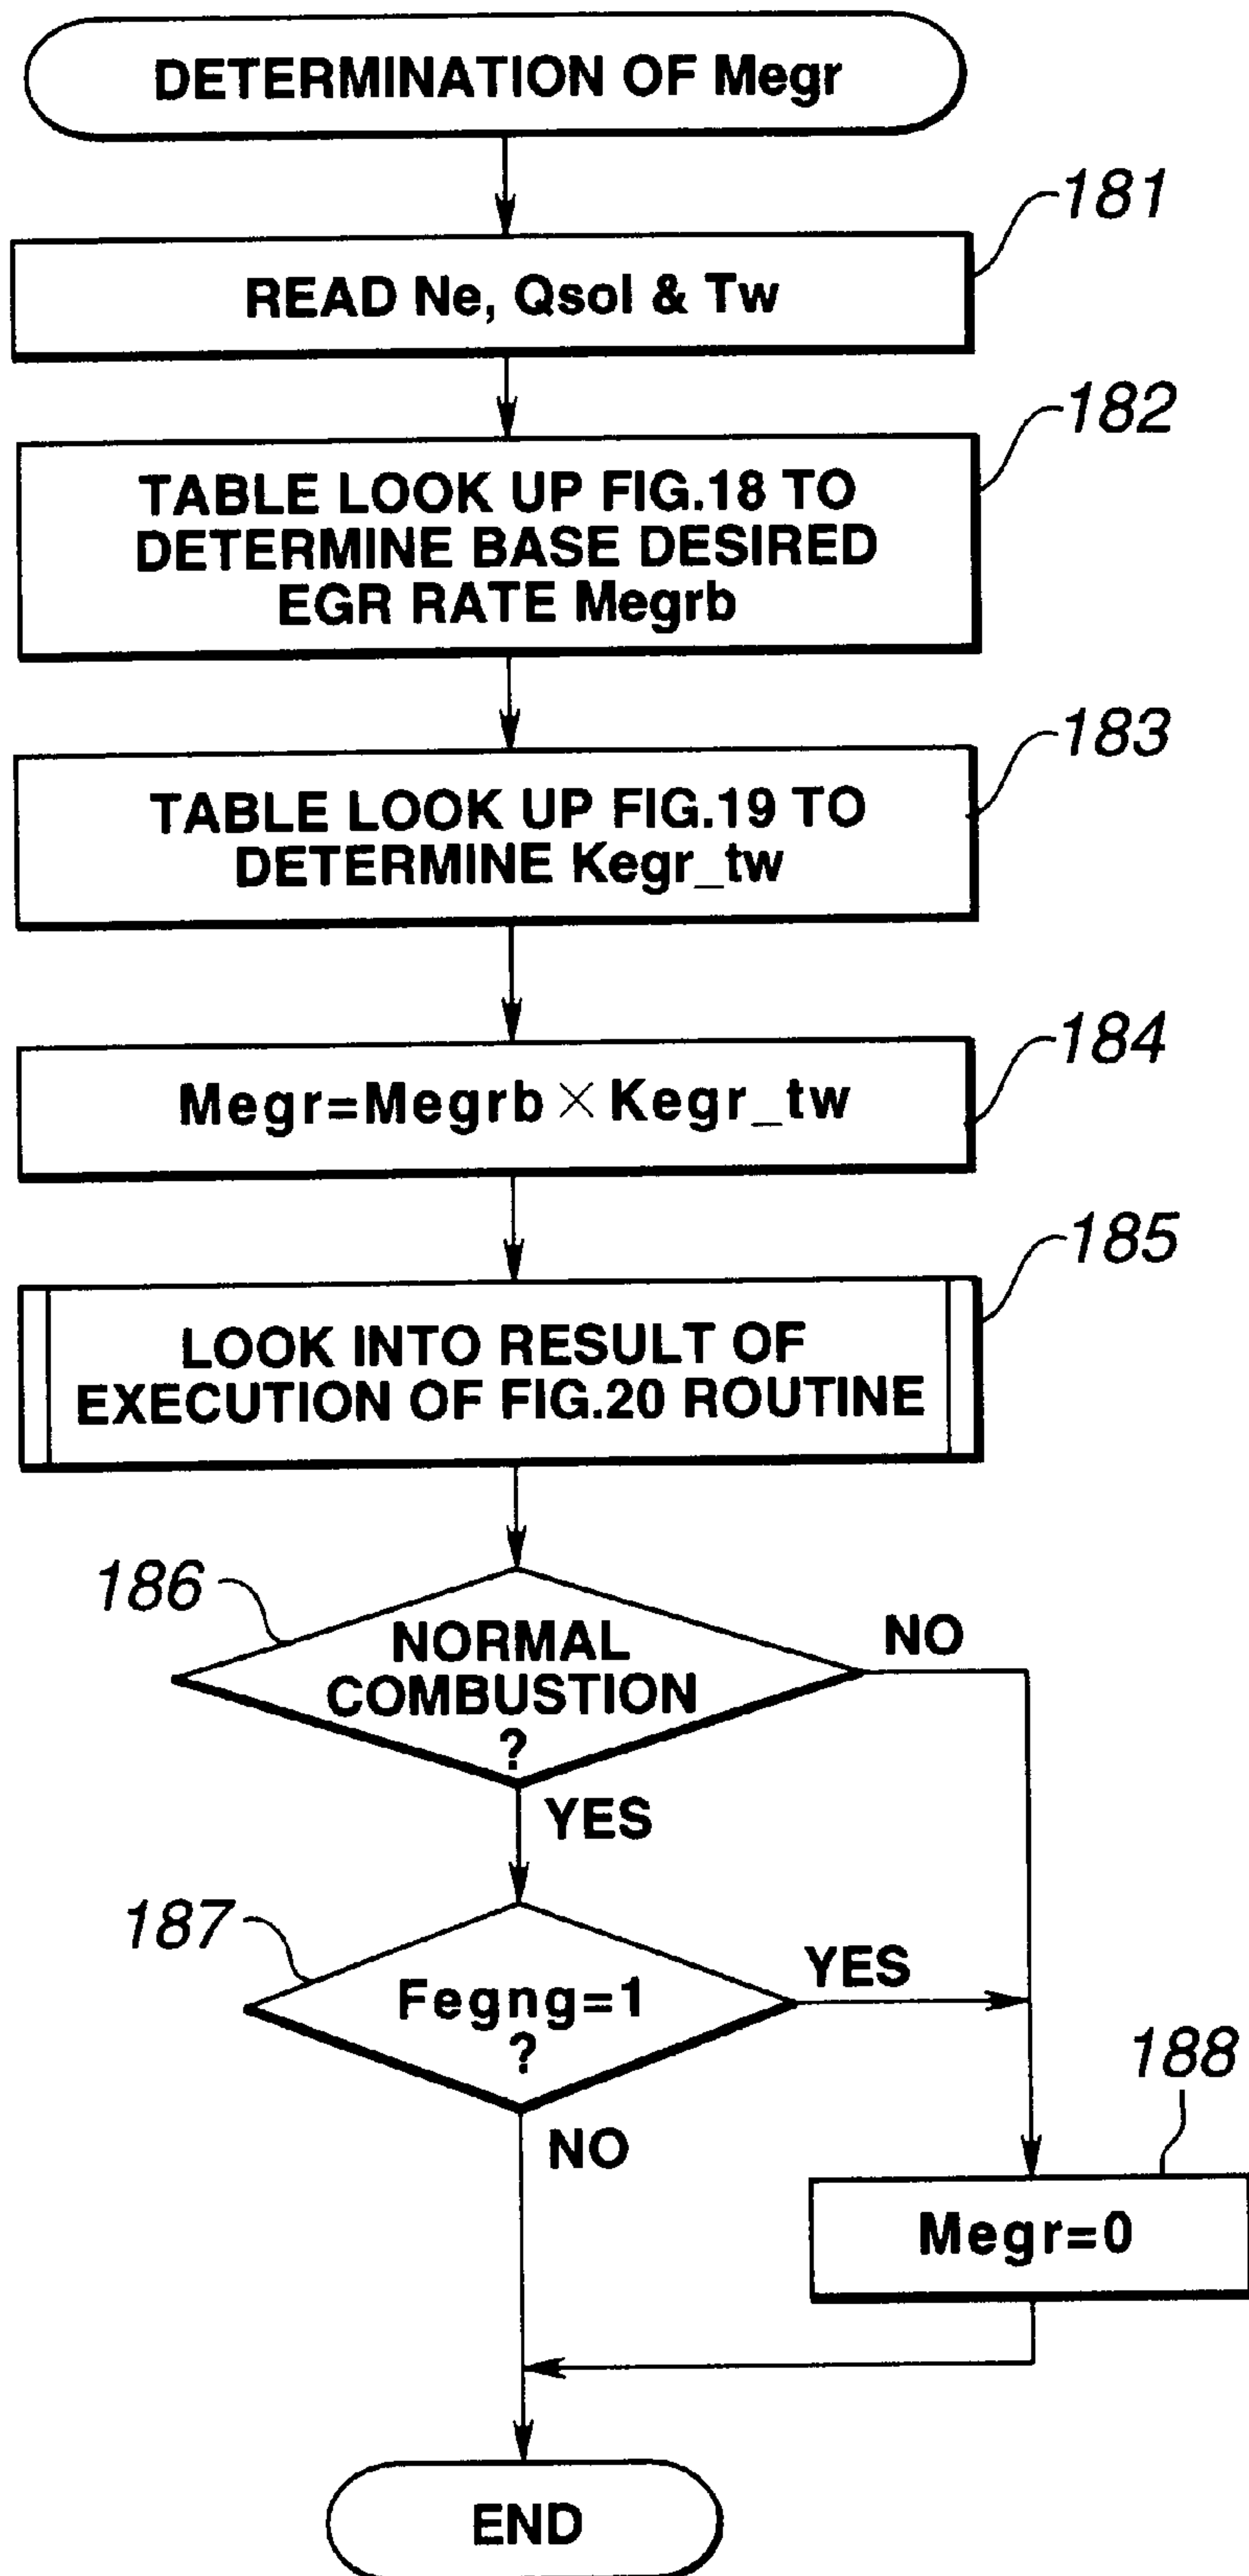 DETERMINATION OF Megr
181
READ Ne, Qsol & Tw
182
TABLE LOOK UP FIG.18 TO
DETERMINE BASE DESIRED
EGR RATE Megrb
183
TABLE LOOK UP FIG.19 TO
DETERMINE Kegr_tw
184
Megr=Megrb × Kegr_tw
185
LOOK INTO RESULT OF
EXECUTION OF FIG.20 ROUTINE
186
NORMAL
COMBUSTION
?
NO
YES
187
Fegng=1
?
YES
NO
188
Megr=0
END